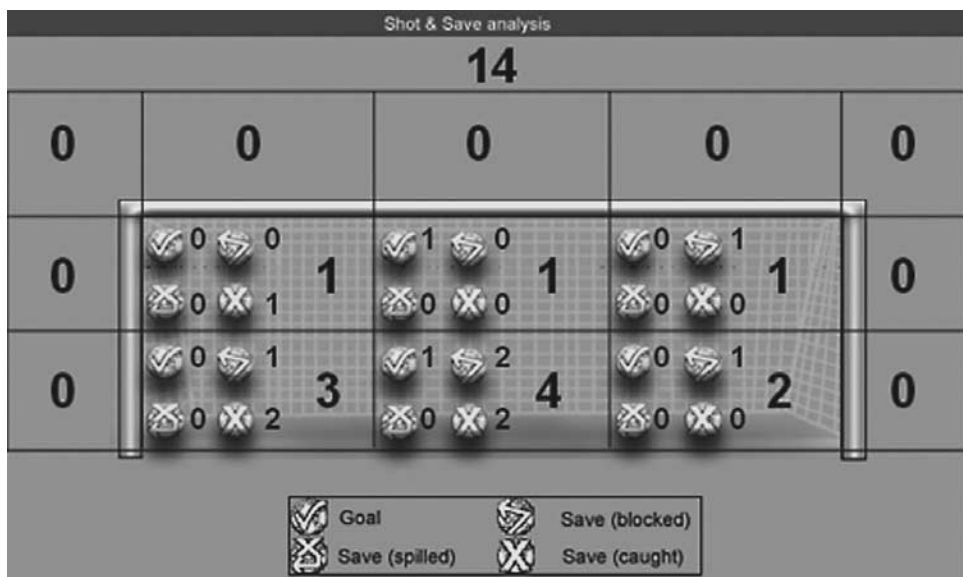 Shot & Save analysis
14
0 0 0 0 0
0 0 1 0 1 0 0
0 1 1 1 0
0 1 0 0 0 0
0 1 1 2 0 1
0 3 4 2 0
0 2 0 2 0 0
Goal Save (blocked)
Save (spilled) Save (caught)